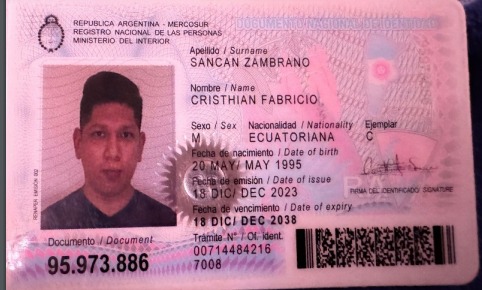 REPUBLICA ARGENTINA - MERCOSUR
REGISTRO NACIONAL DE LAS PERSONAS
MINISTERIO DEL INTERIOR
DOCUMENTO NACIONAL DE IDENTIDAD
Apellido / Surname
SANCAN ZAMBRANO
Nombre / Name
CRISTHIAN FABRICIO
Sexo / Sex Nacionalidad / Nationality Ejemplar
M ECUATORIANA C
Fecha de nacimiento / Date of birth
20 MAY/ MAY 1995
Fecha de emisión / Date of issue
18 DIC/ DEC 2023
FIRMA DEL IDENTIFICADO/ SIGNATURE
Fecha de vencimiento / Date of expiry
18 DIC/ DEC 2038
Documento / Document
95.973.886
Trámite N° / Of. ident.
00714484216
7008